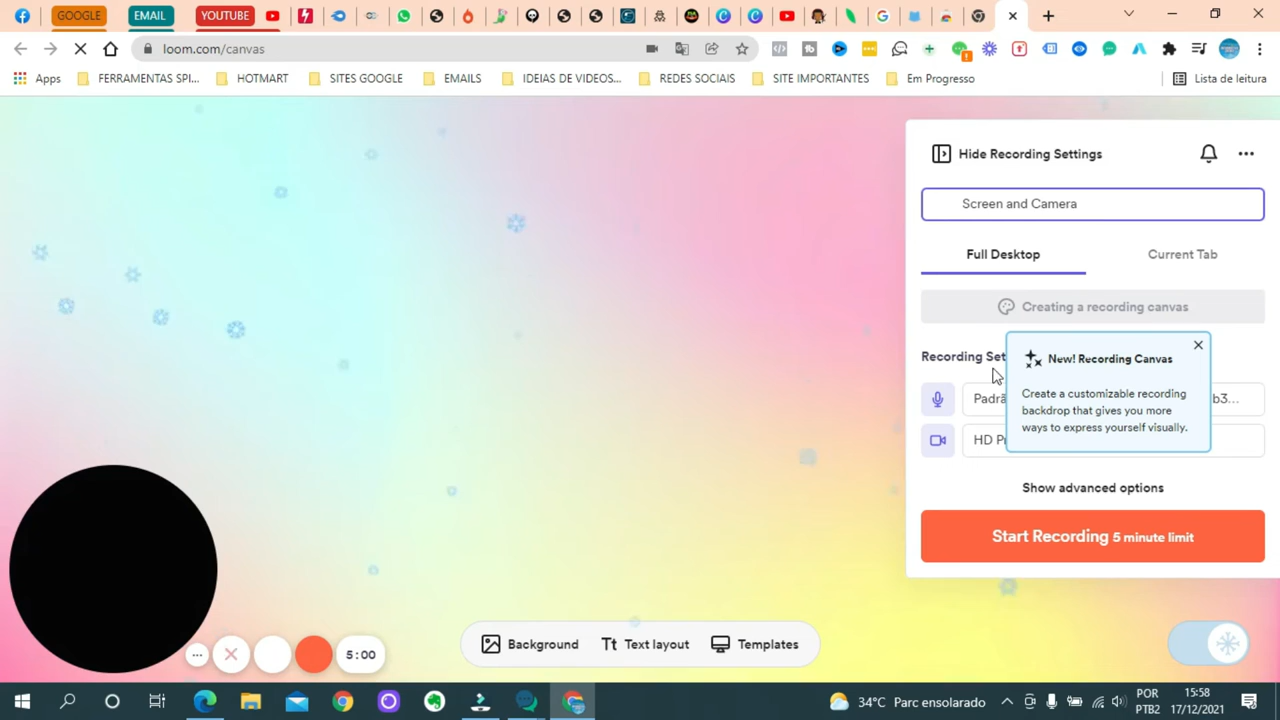 GOOGLE
EMAIL
YOUTUBE
loom.com/canvas
Apps
FERRAMENTAS SPI...
HOTMART
SITES GOOGLE
EMAILS
IDEIAS DE VIDEOS...
REDES SOCIAIS
SITE IMPORTANTES
Em Progresso
Lista de leitura
Hide Recording Settings
Screen and Camera
Full Desktop
Current Tab
Creating a recording canvas
Recording Set
New! Recording Canvas
Create a customizable recording
backdrop that gives you more
ways to express yourself visually.
Padrã
b3...
HD Pr
Show advanced options
Start Recording 5 minute limit
5:00
Background
Tt Text layout
Templates
34°C Parc ensolarado
POR
PTB2
15:58
17/12/2021